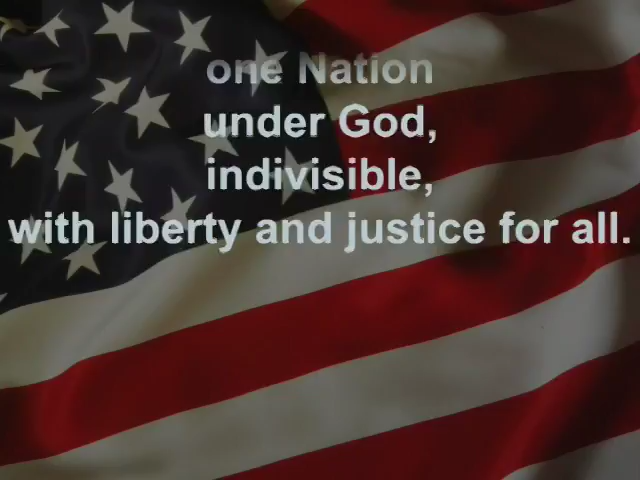 one Nation
under God,
indivisible,
with liberty and justice for all.